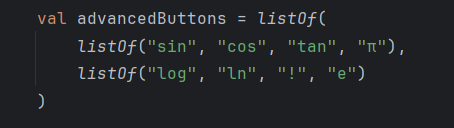 val advancedButtons = listOf(
    listOf("sin", "cos", "tan", "π"),
    listOf("log", "ln", "!", "e")
)